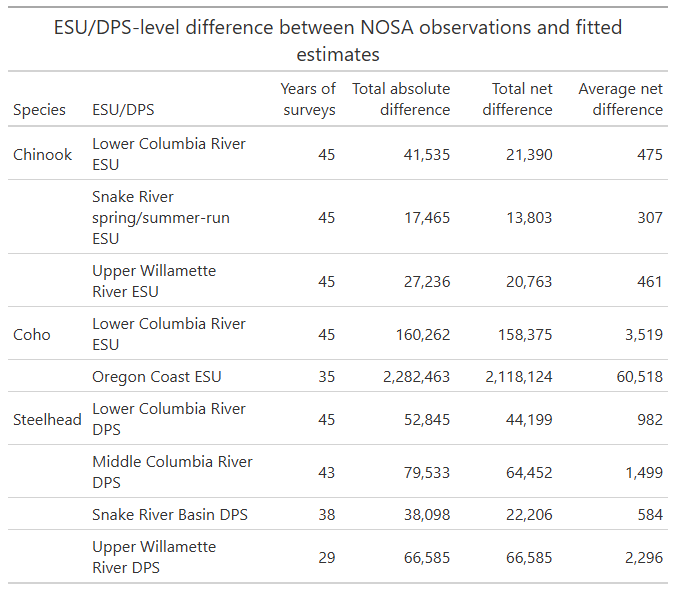 ESU/DPS-level difference between NOSA observations and fitted
estimates
Species ESU/DPS Years of surveys Total absolute difference Total net difference Average net difference
Chinook Lower Columbia River ESU 45 41,535 21,390 475
Snake River spring/summer-run ESU 45 17,465 13,803 307
Upper Willamette River ESU 45 27,236 20,763 461
Coho Lower Columbia River ESU 45 160,262 158,375 3,519
Oregon Coast ESU 35 2,282,463 2,118,124 60,518
Steelhead Lower Columbia River DPS 45 52,845 44,199 982
Middle Columbia River DPS 43 79,533 64,452 1,499
Snake River Basin DPS 38 38,098 22,206 584
Upper Willamette River DPS 29 66,585 66,585 2,296